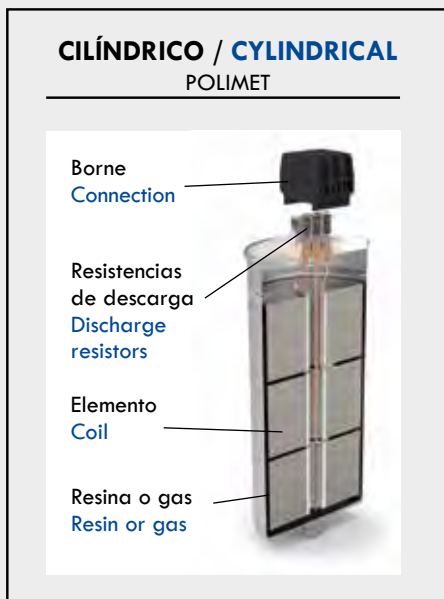 CILÍNDRICO / CYLINDRICAL
POLIMET
Borne
Connection
Resistencias
de descarga
Discharge
resistors
Elemento
Coil
Resina o gas
Resin or gas